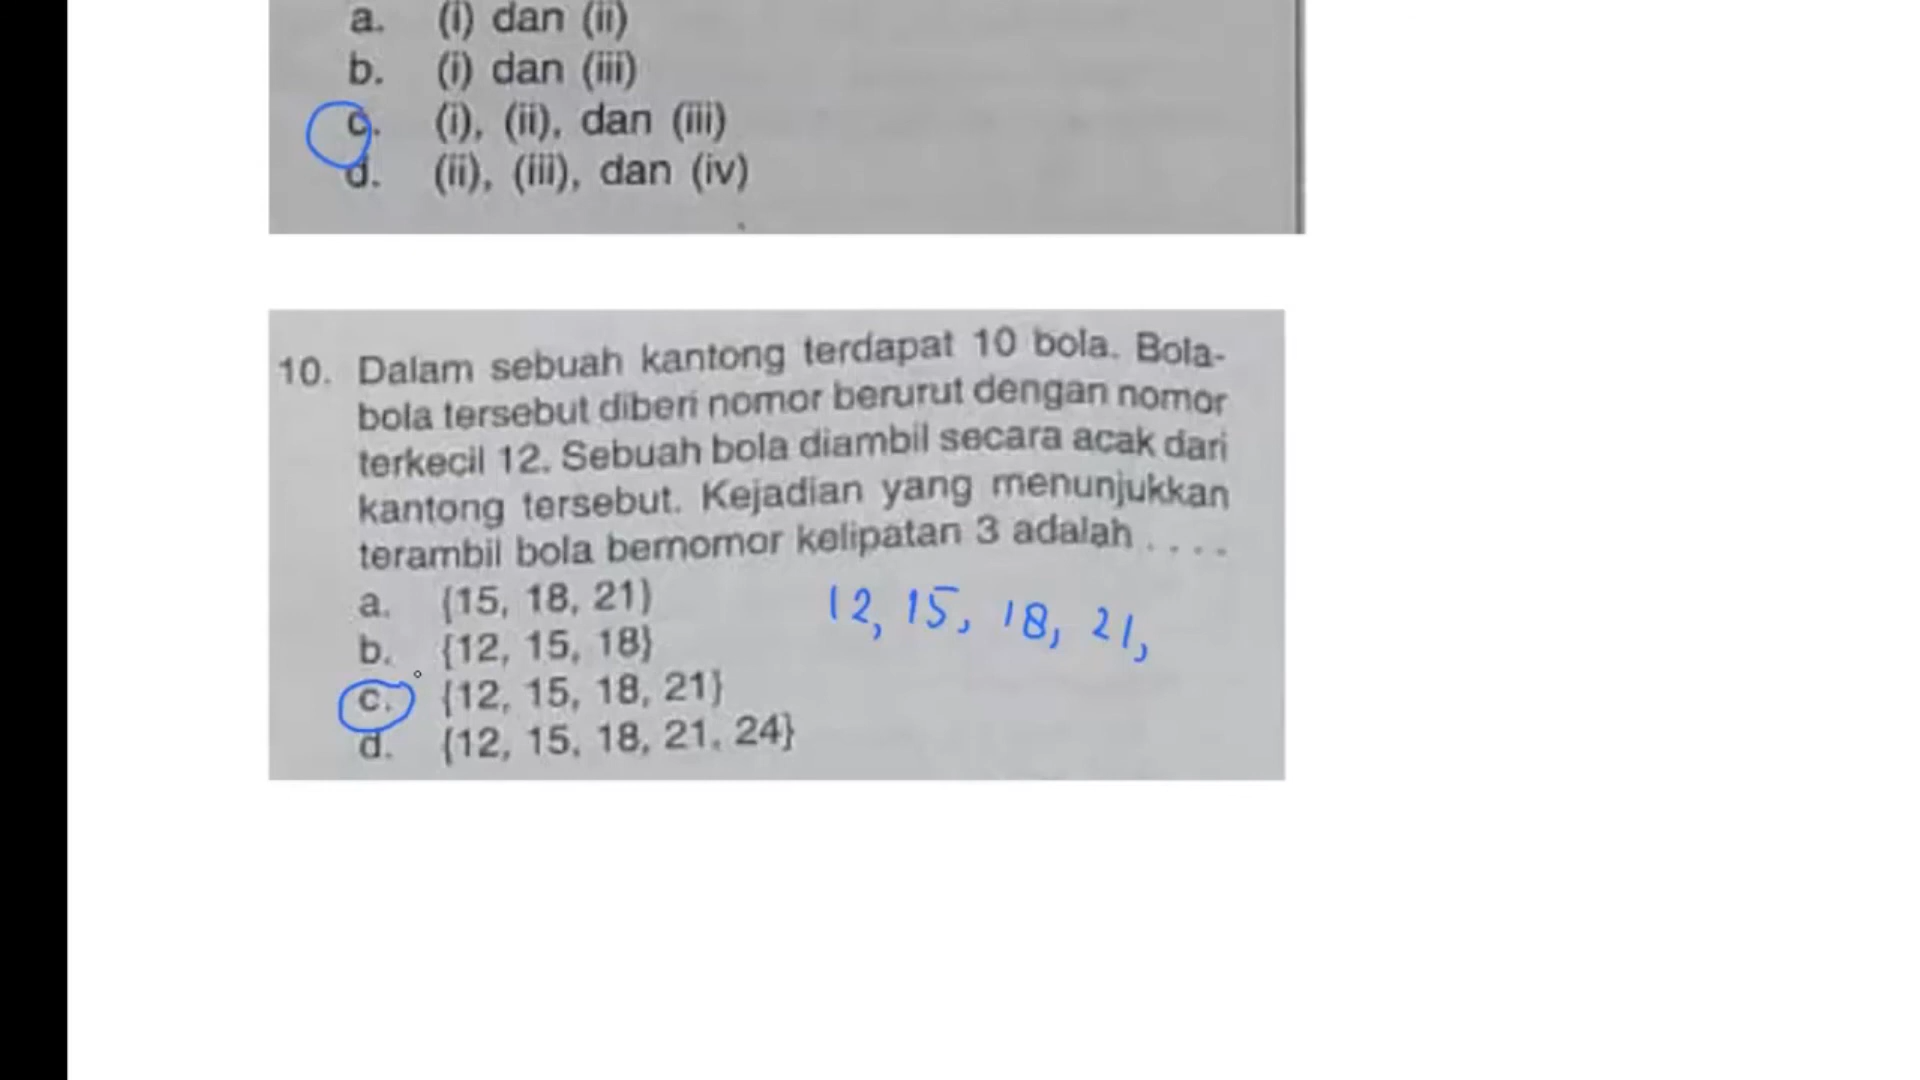 a. (i) dan (ii)
b. (i) dan (iii)
c. (i), (ii), dan (iii)
d. (ii), (iii), dan (iv)
10. Dalam sebuah kantong terdapat 10 bola. Bola-
bola tersebut diberi nomor berurut dengan nomor
terkecil 12. Sebuah bola diambil secara acak dari
kantong tersebut. Kejadian yang menunjukkan
terambil bola bernomor kelipatan 3 adalah . . . .
a. {15, 18, 21}
12, 15, 18, 21,
b. {12, 15, 18}
c. {12, 15, 18, 21}
d. {12, 15, 18, 21, 24}